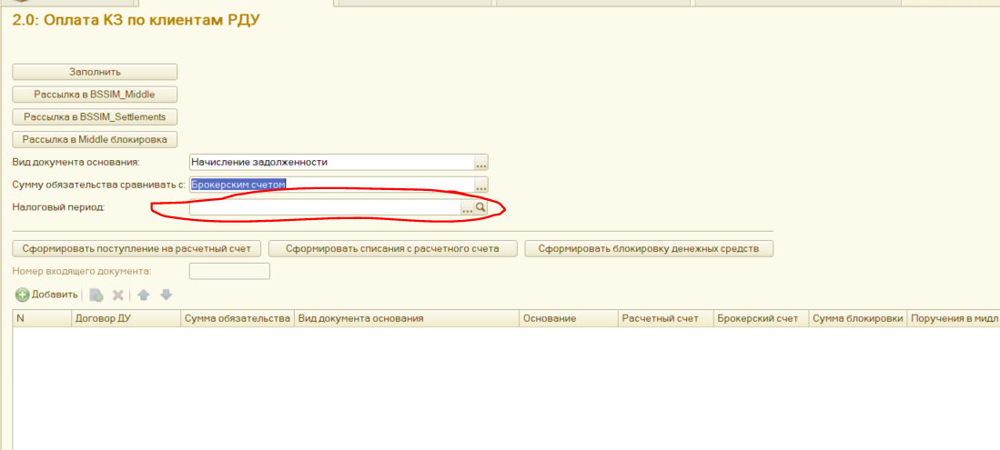 2.0: Оплата КЗ по клиентам РДУ
Заполнить
Рассылка в BSSIM_Middle
Рассылка в BSSIM_Settlements
Рассылка в Middle блокировка
Вид документа основания: Начисление задолженности ...
Сумму обязательства сравнивать с: Брокерским счетом ...
Налоговый период: ...
Сформировать поступление на расчетный счет Сформировать списания с расчетного счета Сформировать блокировку денежных средств
Номер входящего документа:
Добавить
N Договор ДУ Сумма обязательства Вид документа основания Основание Расчетный счет Брокерский счет Сумма блокировки Поручения в мидл